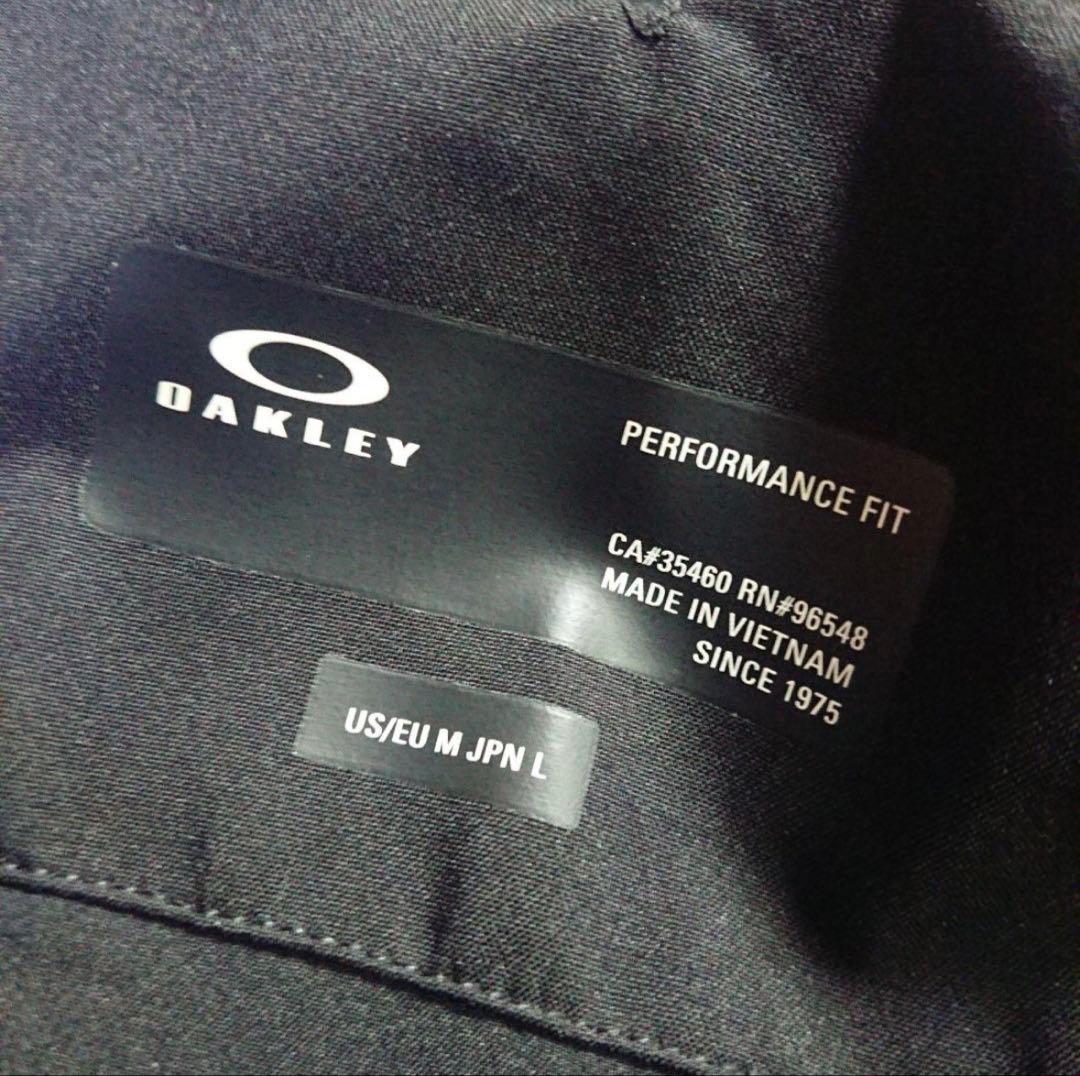 OAKLEY
PERFORMANCE FIT
CA#35460 RN#96548
MADE IN VIETNAM
SINCE 1975
US/EU M JPN L